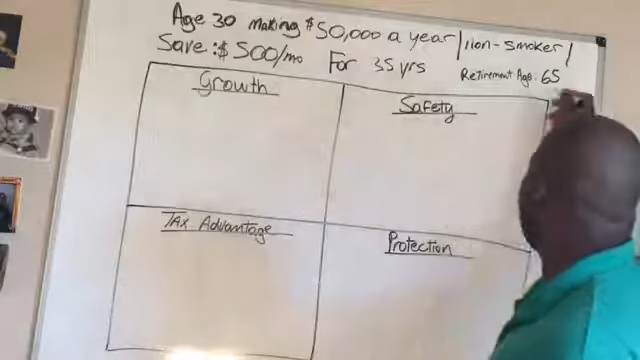 Age 30 making $50,000 a year/non-smoker/
Save: $500/mo For 35 yrs
Retirement Age: 65
Growth
Safety
TAX Advantage
Protection